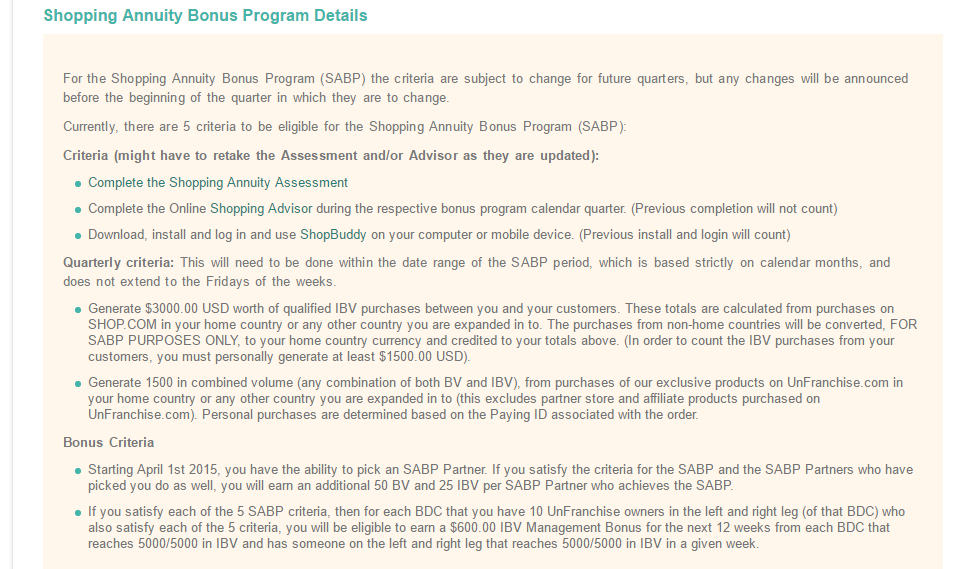 Shopping Annuity Bonus Program Details
For the Shopping Annuity Bonus Program (SABP) the criteria are subject to change for future quarters, but any changes will be announced
before the beginning of the quarter in which they are to change.
Currently, there are 5 criteria to be eligible for the Shopping Annuity Bonus Program (SABP):
Criteria (might have to retake the Assessment and/or Advisor as they are updated):
Complete the Shopping Annuity Assessment
Complete the Online Shopping Advisor during the respective bonus program calendar quarter. (Previous completion will not count)
Download, install and log in and use ShopBuddy on your computer or mobile device. (Previous install and login will count)
Quarterly criteria: This will need to be done within the date range of the SABP period, which is based strictly on calendar months, and
does not extend to the Fridays of the weeks.
Generate $3000.00 USD worth of qualified IBV purchases between you and your customers. These totals are calculated from purchases on
SHOP.COM in your home country or any other country you are expanded in to. The purchases from non-home countries will be converted, FOR
SABP PURPOSES ONLY, to your home country currency and credited to your totals above. (In order to count the IBV purchases from your
customers, you must personally generate at least $1500.00 USD).
Generate 1500 in combined volume (any combination of both BV and IBV), from purchases of our exclusive products on UnFranchise.com in
your home country or any other country you are expanded in to (this excludes partner store and affiliate products purchased on
UnFranchise.com). Personal purchases are determined based on the Paying ID associated with the order.
Bonus Criteria
Starting April 1st 2015, you have the ability to pick an SABP Partner. If you satisfy the criteria for the SABP and the SABP Partners who have
picked you do as well, you will earn an additional 50 BV and 25 IBV per SABP Partner who achieves the SABP.
If you satisfy each of the 5 SABP criteria, then for each BDC that you have 10 UnFranchise owners in the left and right leg (of that BDC) who
also satisfy each of the 5 criteria, you will be eligible to earn a $600.00 IBV Management Bonus for the next 12 weeks from each BDC that
reaches 5000/5000 in IBV and has someone on the left and right leg that reaches 5000/5000 in IBV in a given week.